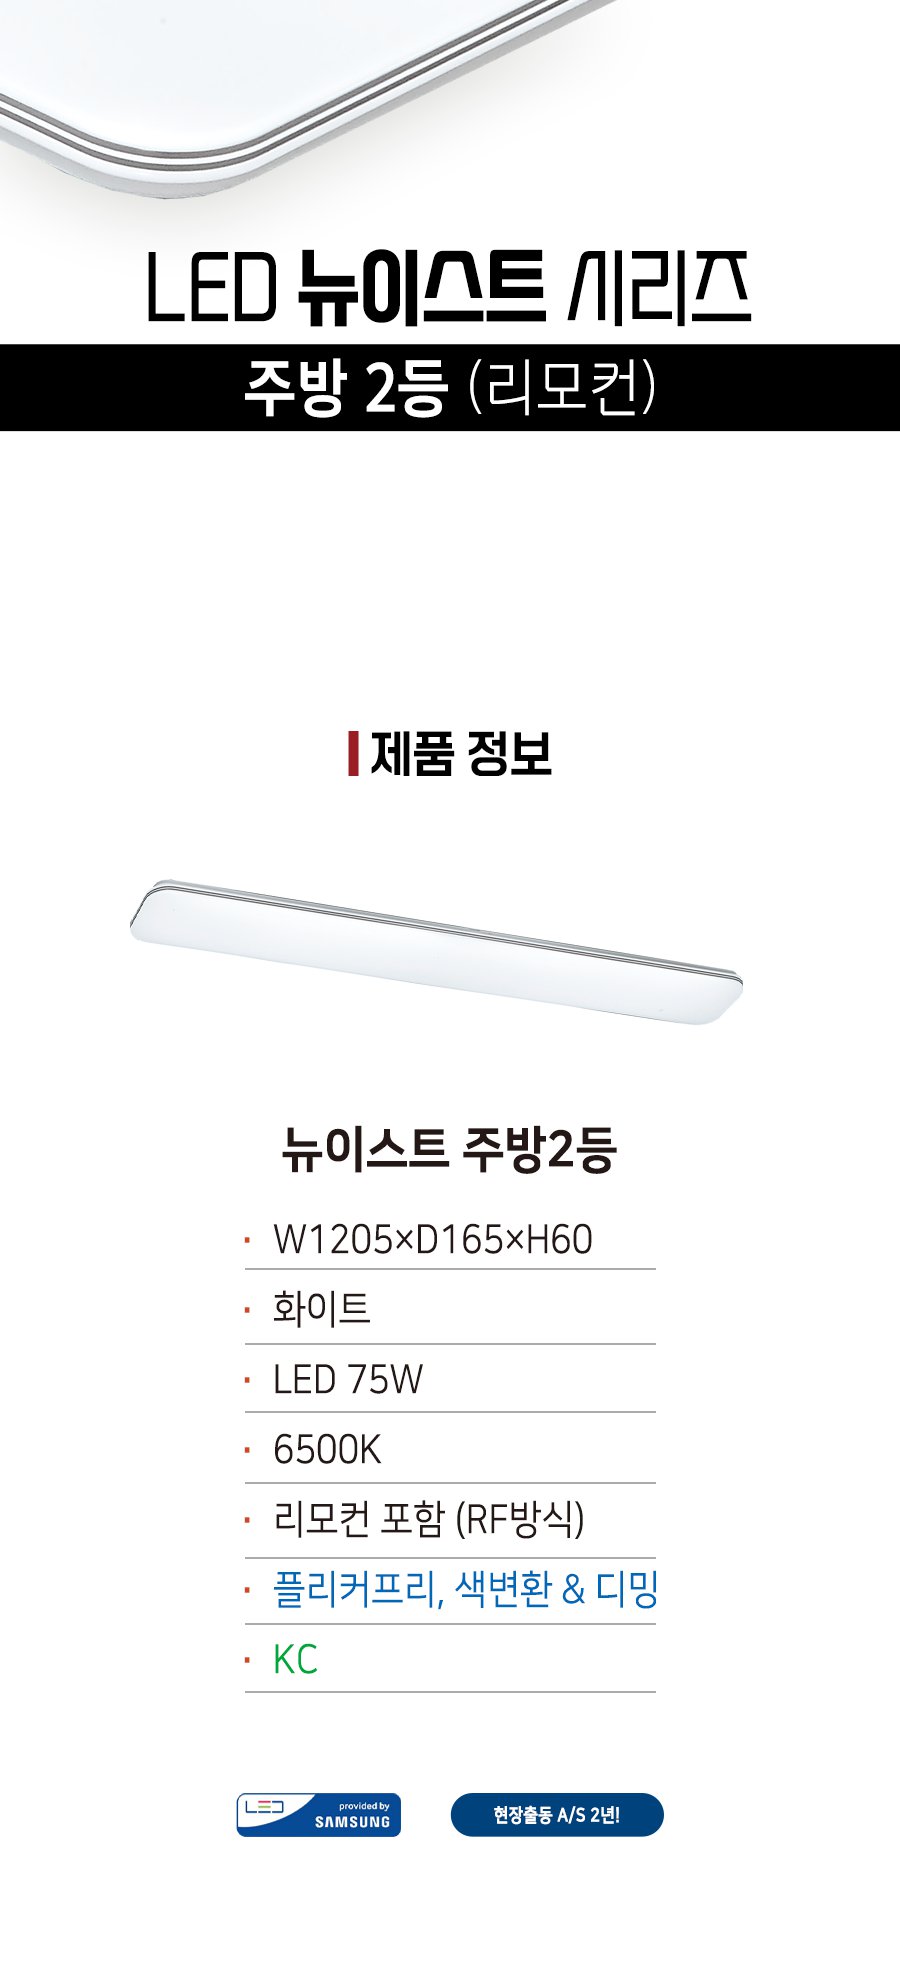 LED 뉴이스트 시리즈
주방 2등 (리모컨)
제품 정보
뉴이스트 주방2등
· W1205×D165×H60
· 화이트
· LED 75W
· 6500K
· 리모컨 포함 (RF방식)
· 플리커프리, 색변환 & 디밍
· KC
LED provided by
SAMSUNG
현장출동 A/S 2년!